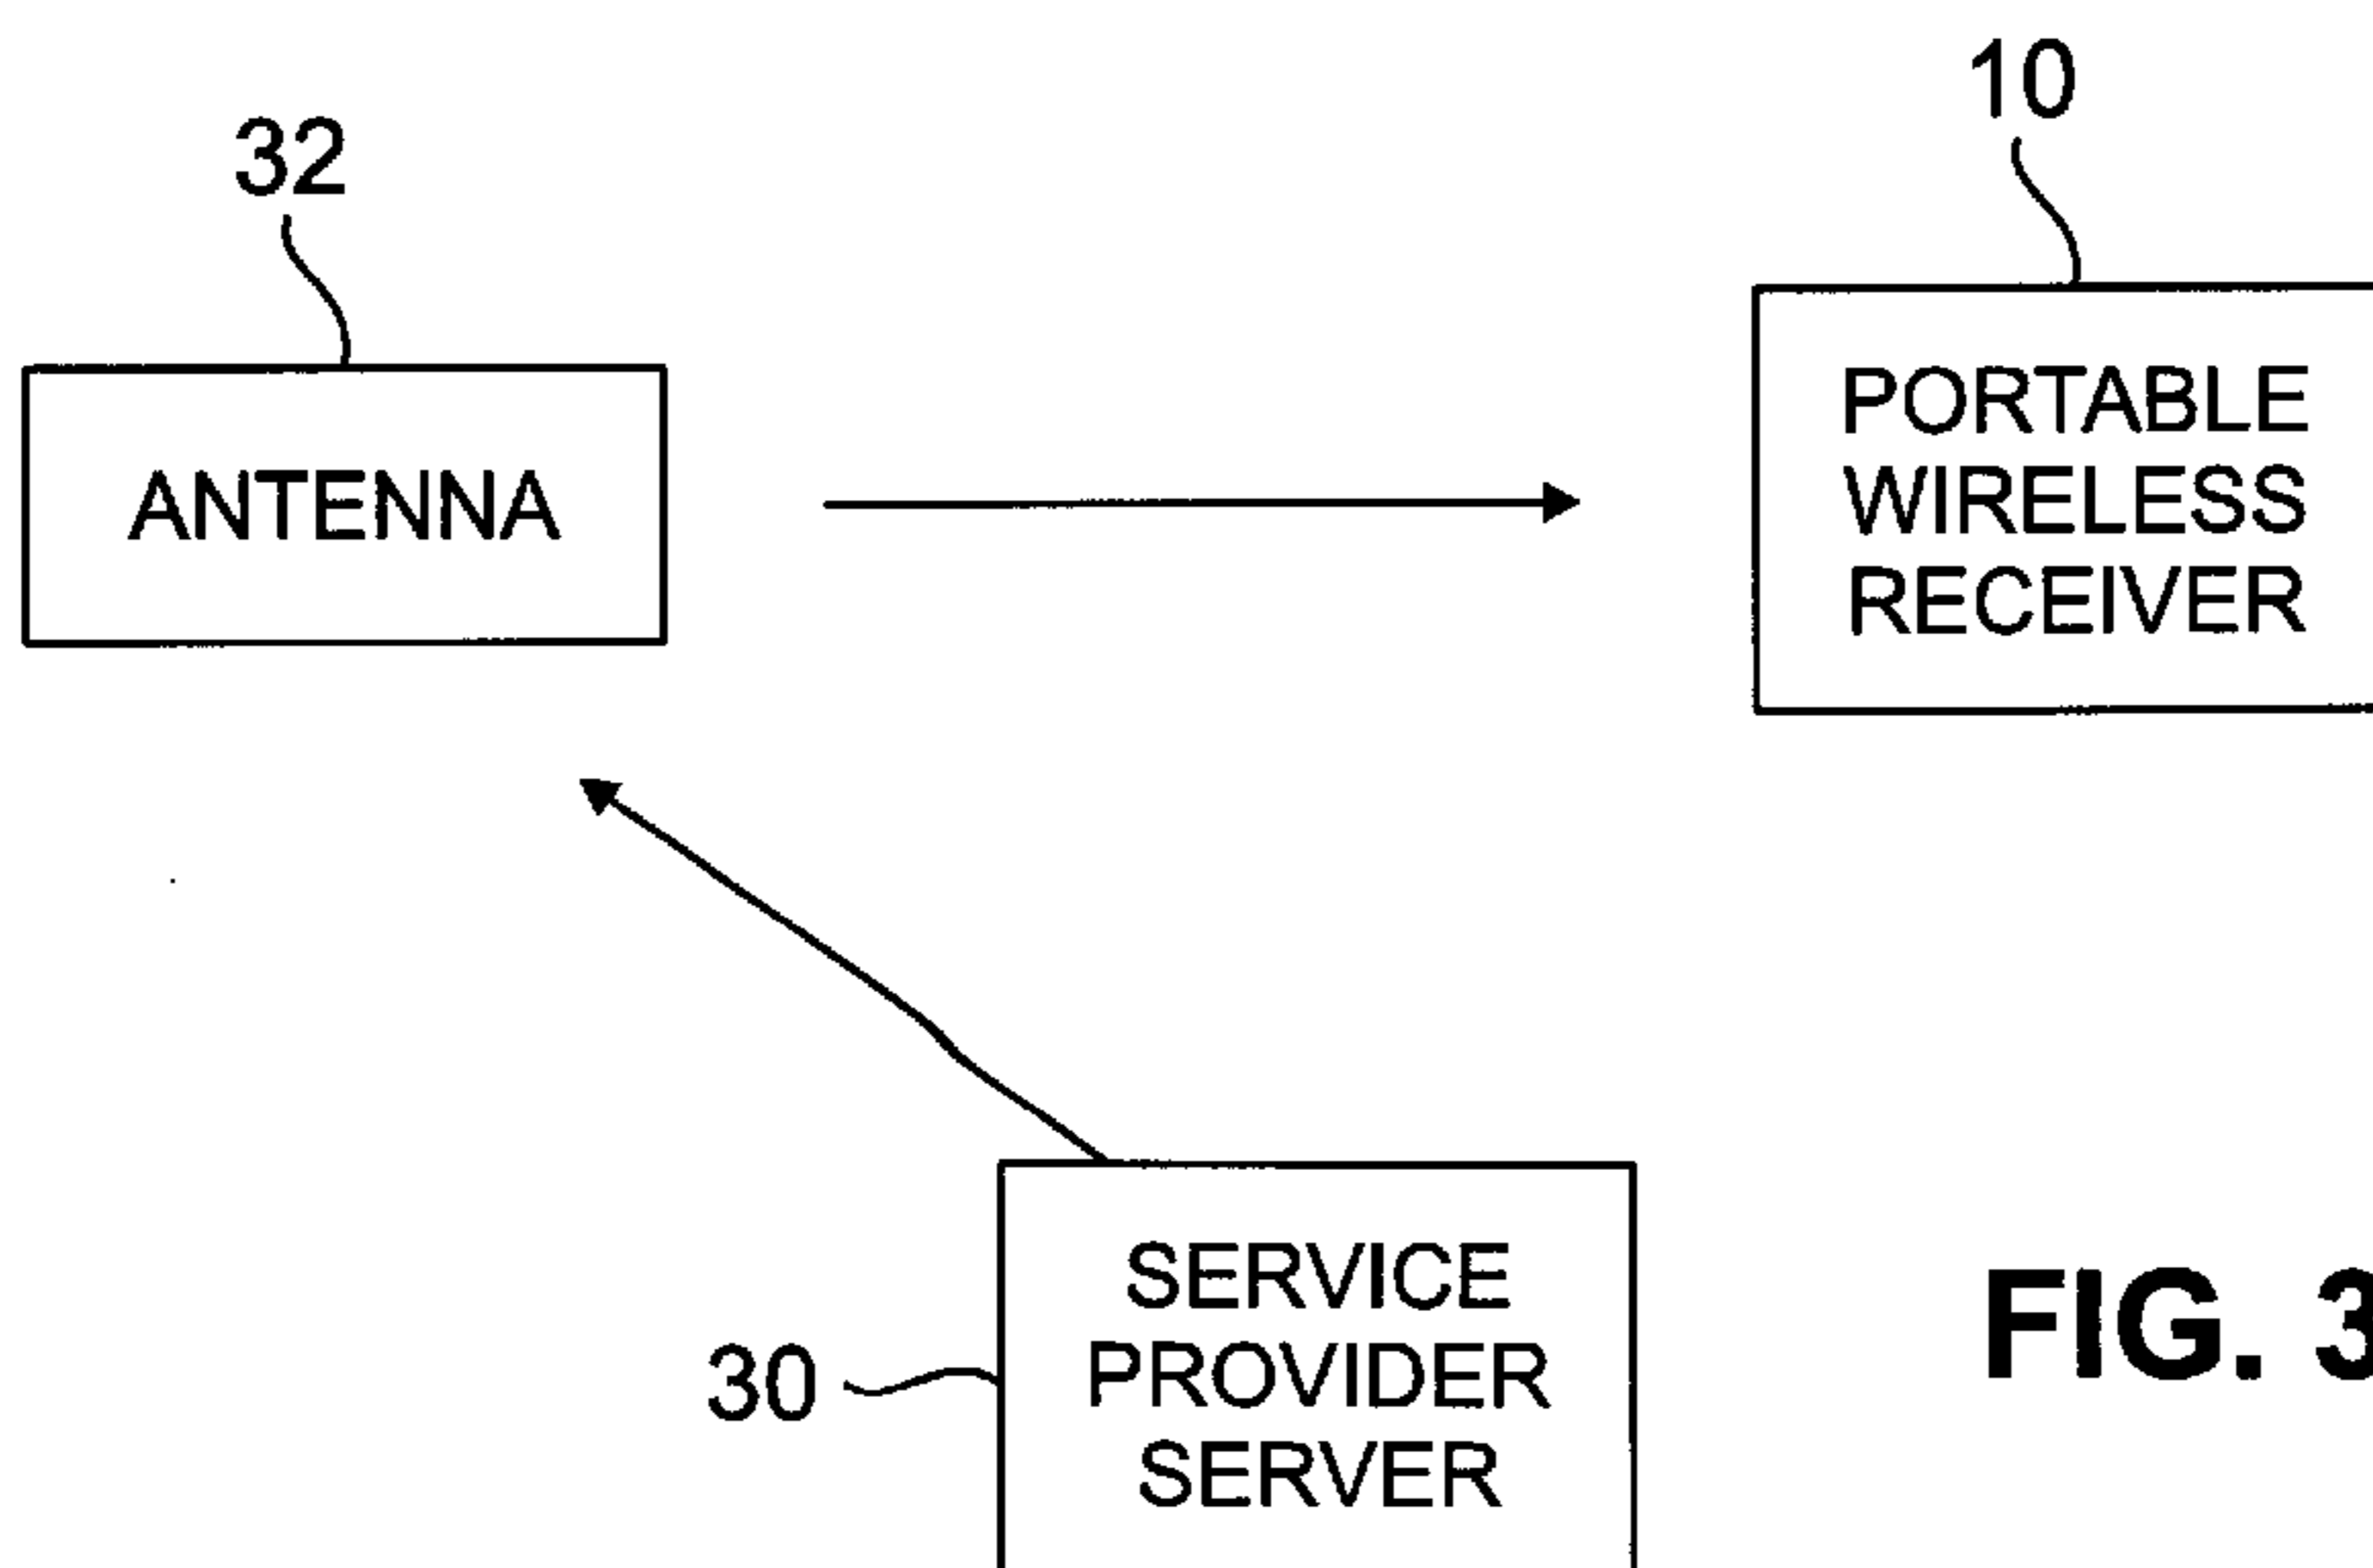 10
32
PORTABLE
WIRELESS
RECEIVER
ANTENNA
SERVICE
PROVIDER
SERVER
30
FIG. 3